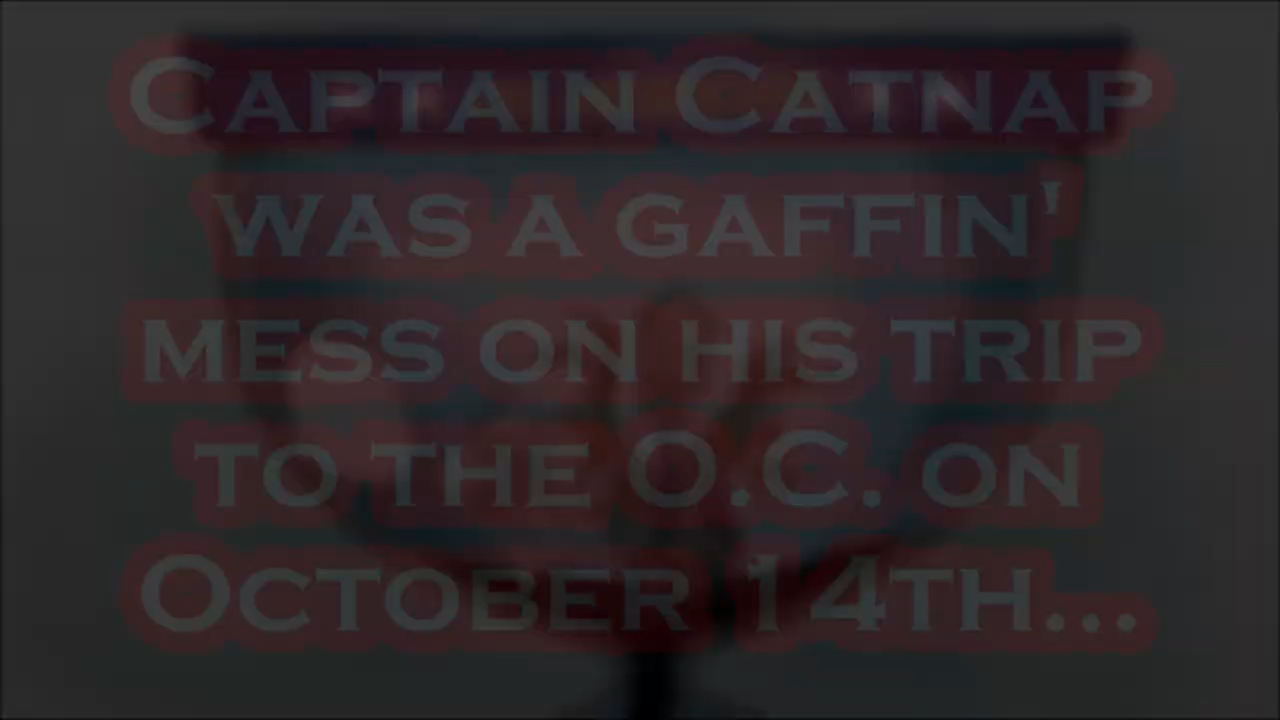 Captain Catnap
was a gaffin'
mess on his trip
to the O.C. on
October 14th...